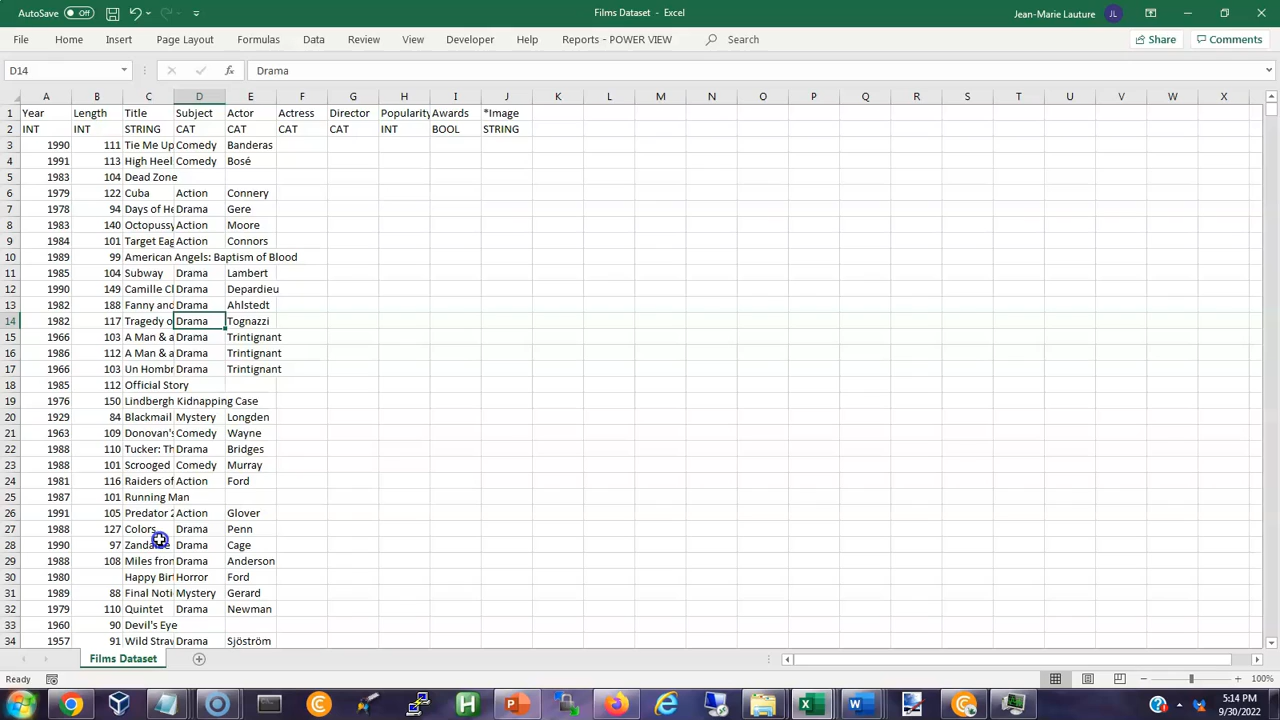 AutoSave Off Films Dataset - Excel Jean-Marie Lauture JL
File Home Insert Page Layout Formulas Data Review View Developer Help Reports - POWER VIEW Search Share Comments
D14 fx Drama
A B C D E F G H I J K L M N O P Q R S T U V W X
1 Year Length Title Subject Actor Actress Director Popularity Awards *Image
2 INT INT STRING CAT CAT CAT CAT INT BOOL STRING
3 1990 111 Tie Me Up Comedy Banderas
4 1991 113 High Heel Comedy Bosé
5 1983 104 Dead Zone
6 1979 122 Cuba Action Connery
7 1978 94 Days of He Drama Gere
8 1983 140 Octopussy Action Moore
9 1984 101 Target Eag Action Connors
10 1989 99 American Angels: Baptism of Blood
11 1985 104 Subway Drama Lambert
12 1990 149 Camille Cl Drama Depardieu
13 1982 188 Fanny and Drama Ahlstedt
14 1982 117 Tragedy o Drama Tognazzi
15 1966 103 A Man & a Drama Trintignant
16 1986 112 A Man & a Drama Trintignant
17 1966 103 Un Hombr Drama Trintignant
18 1985 112 Official Story
19 1976 150 Lindbergh Kidnapping Case
20 1929 84 Blackmail Mystery Longden
21 1963 109 Donovan's Comedy Wayne
22 1988 110 Tucker: Th Drama Bridges
23 1988 101 Scrooged Comedy Murray
24 1981 116 Raiders of Action Ford
25 1987 101 Running Man
26 1991 105 Predator 2 Action Glover
27 1988 127 Colors Drama Penn
28 1990 97 Zandalee Drama Cage
29 1988 108 Miles from Drama Anderson
30 1980 Happy Birt Horror Ford
31 1989 88 Final Noti Mystery Gerard
32 1979 110 Quintet Drama Newman
33 1960 90 Devil's Eye
34 1957 91 Wild Straw Drama Sjöström
Films Dataset
Ready 100%
5:14 PM
9/30/2022